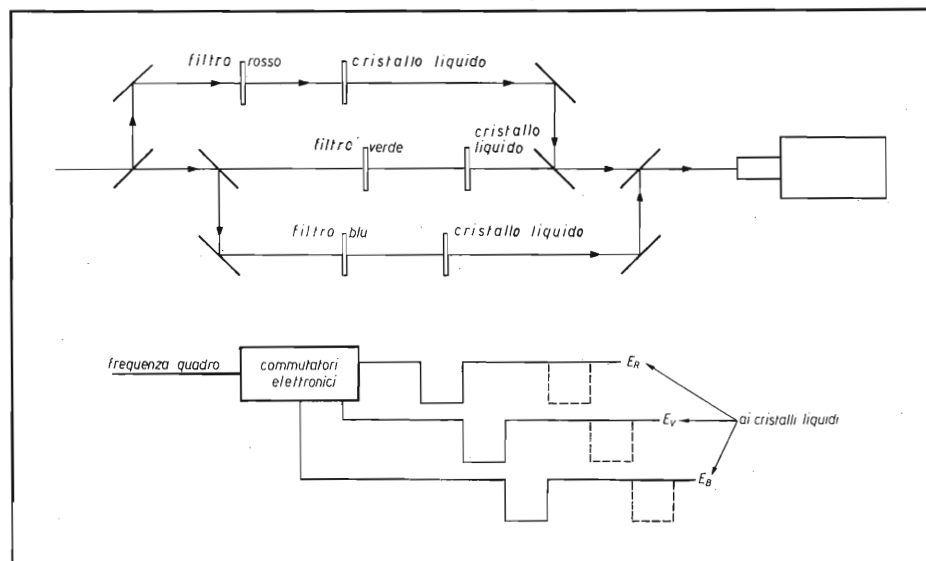 filtro rosso
cristallo liquido
filtro verde
cristallo
liquido
filtro blu
cristallo liquido
frequenza quadro
commutatori
elettronici
E_R
E_V
ai cristalli liquidi
E_B